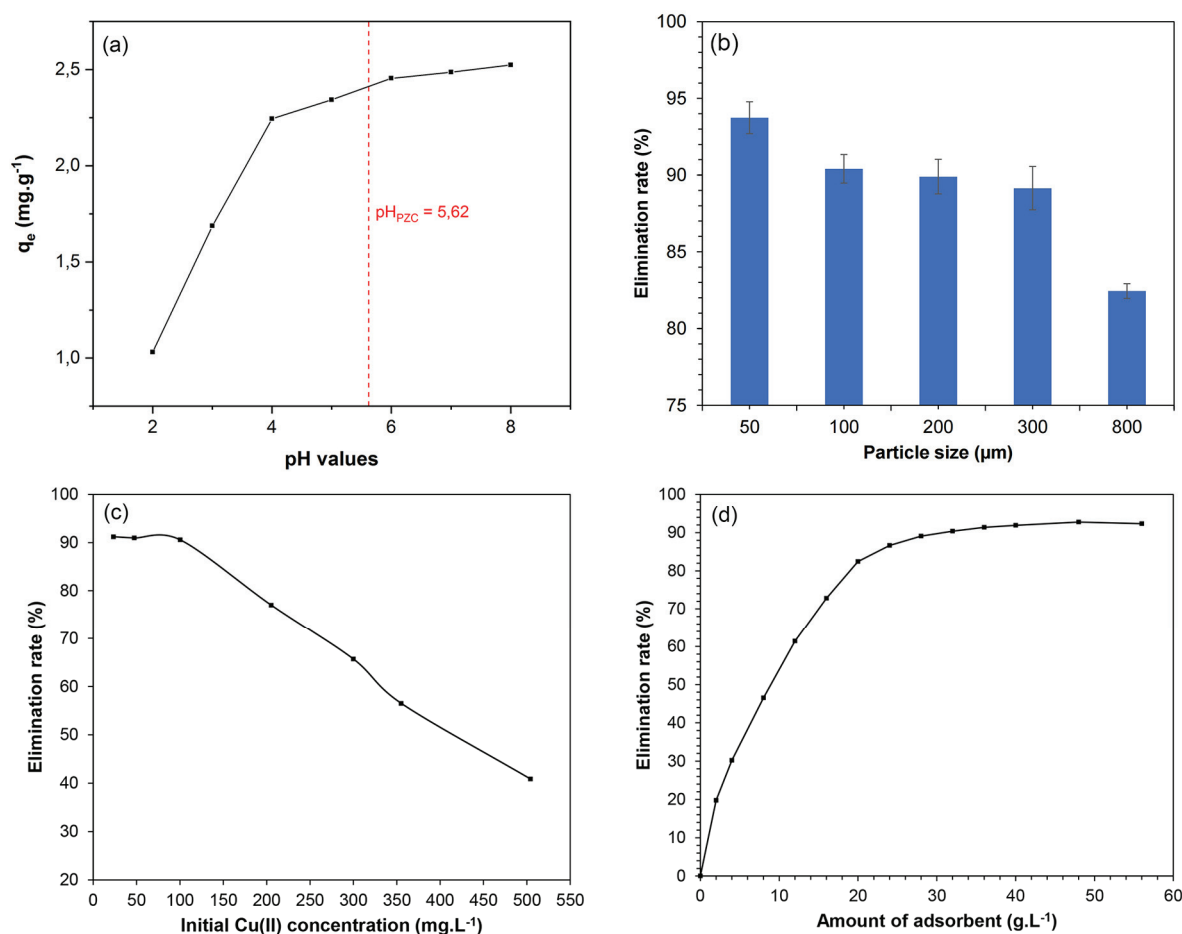 (a)
2,5
2,0
1,5
1,0
qe (mg.g-1)
pHPZC = 5,62
2 4 6 8
pH values
(b)
100
95
90
85
80
75
Elimination rate (%)
50 100 200 300 800
Particle size (µm)
(c)
100
90
80
70
60
50
40
30
20
Elimination rate (%)
0 50 100 150 200 250 300 350 400 450 500 550
Initial Cu(II) concentration (mg.L-1)
(d)
100
90
80
70
60
50
40
30
20
10
0
Elimination rate (%)
0 10 20 30 40 50 60
Amount of adsorbent (g.L-1)